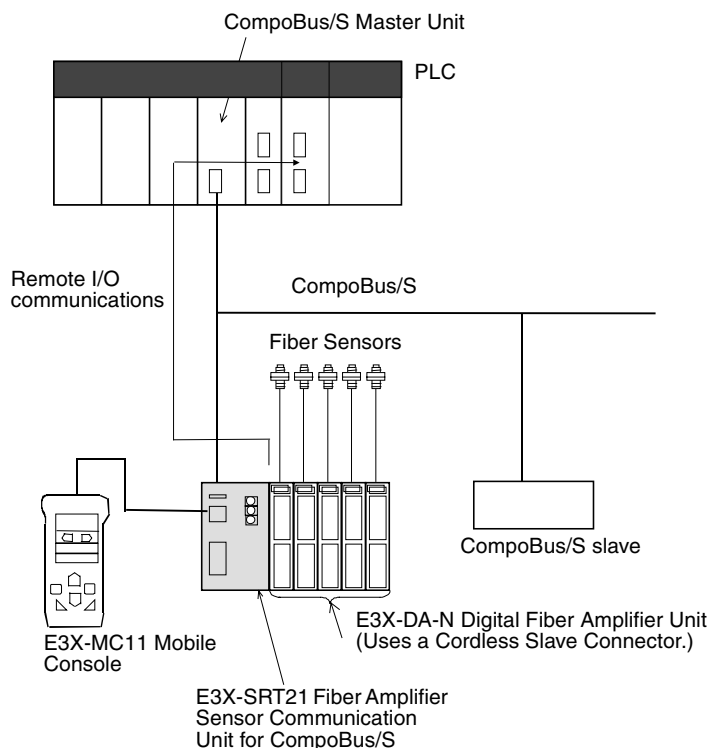 CompoBus/S Master Unit
PLC
Remote I/O
communications
CompoBus/S
Fiber Sensors
CompoBus/S slave
E3X-MC11 Mobile
Console
E3X-DA-N Digital Fiber Amplifier Unit
(Uses a Cordless Slave Connector.)
E3X-SRT21 Fiber Amplifier
Sensor Communication
Unit for CompoBus/S